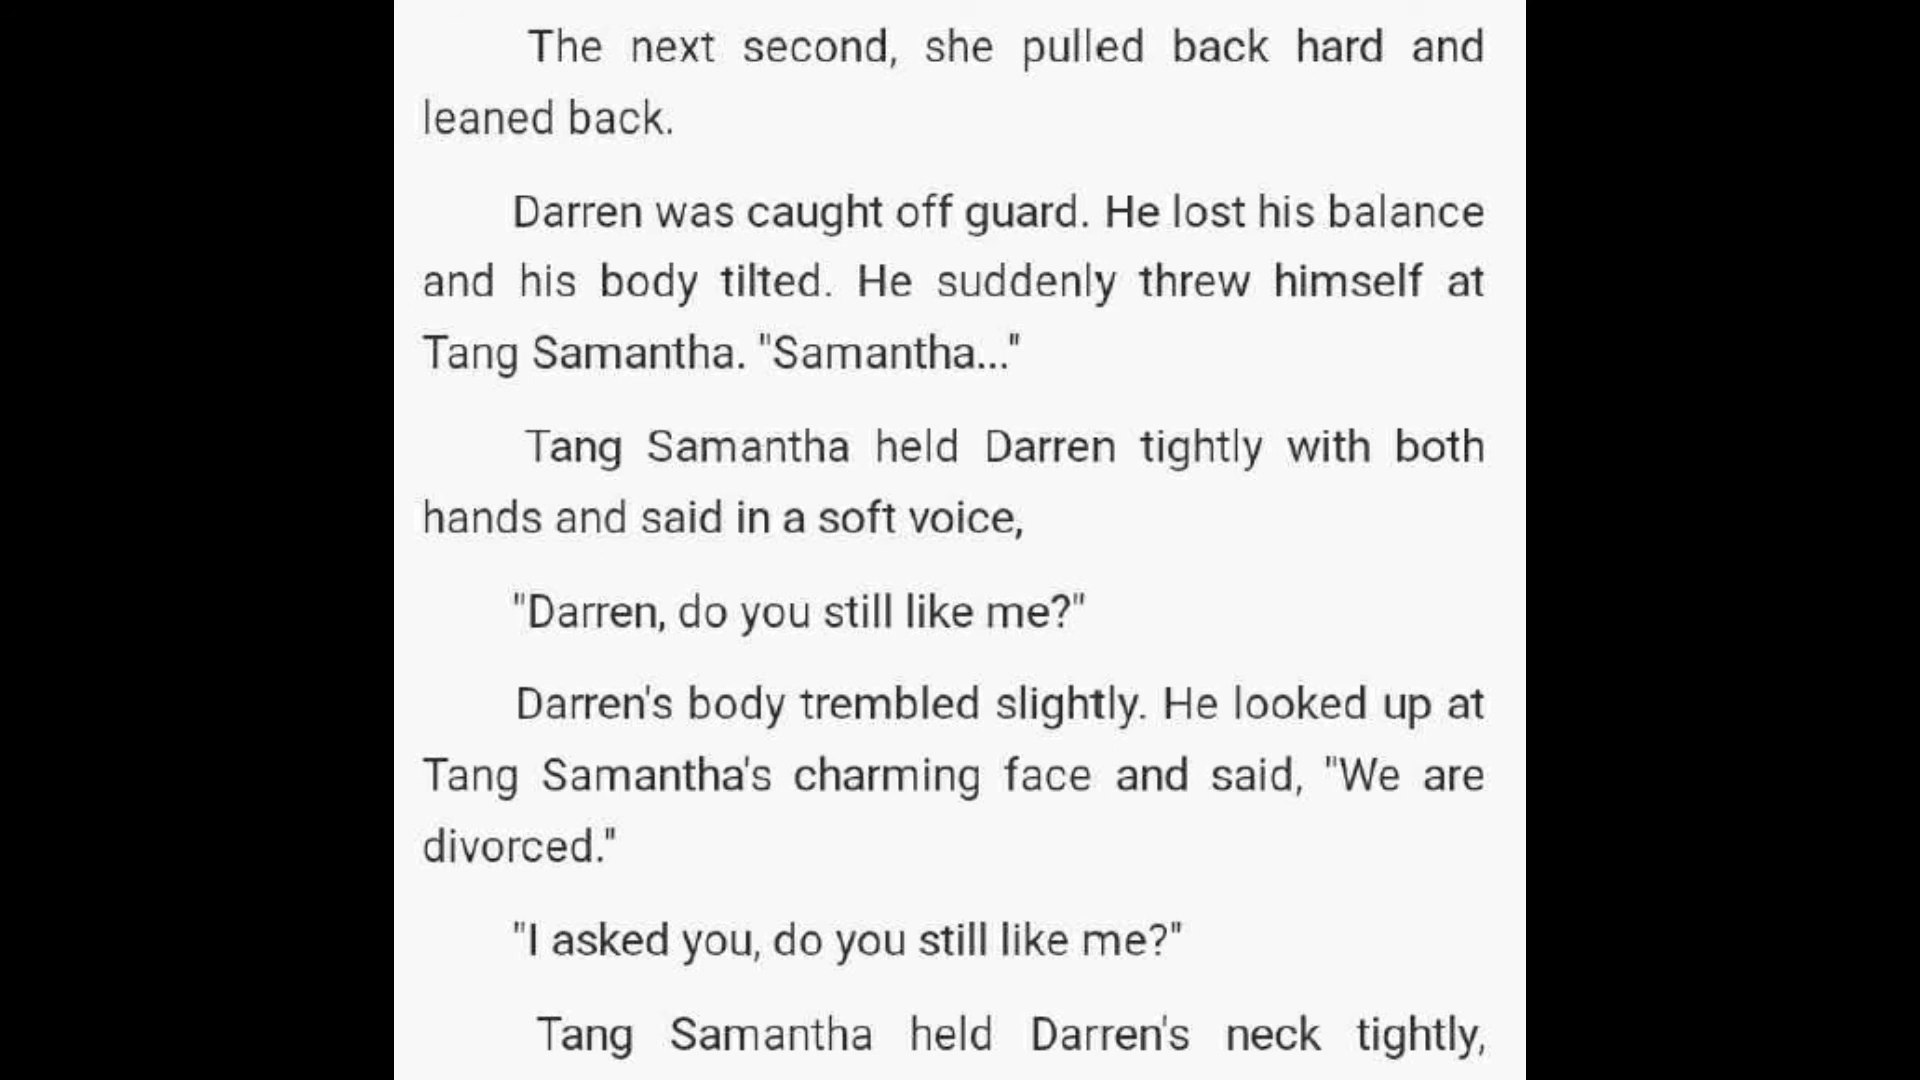 The next second, she pulled back hard and
leaned back.
Darren was caught off guard. He lost his balance
and his body tilted. He suddenly threw himself at
Tang Samantha. "Samantha..."
Tang Samantha held Darren tightly with both
hands and said in a soft voice,
"Darren, do you still like me?"
Darren's body trembled slightly. He looked up at
Tang Samantha's charming face and said, "We are
divorced."
"I asked you, do you still like me?"
Tang Samantha held Darren's neck tightly,